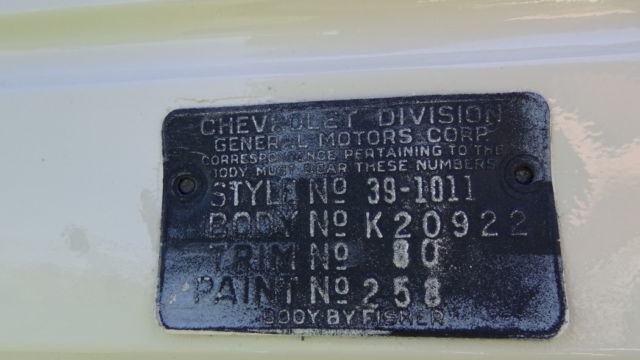 CHEVROLET DIVISION
GENERAL MOTORS CORP.
CORRESPONDENCE PERTAINING TO THE
BODY MUST BEAR THESE NUMBERS
STYLE Nº 39-1011
BODY Nº K20922
TRIM Nº 80
PAINT Nº 258
BODY BY FISHER